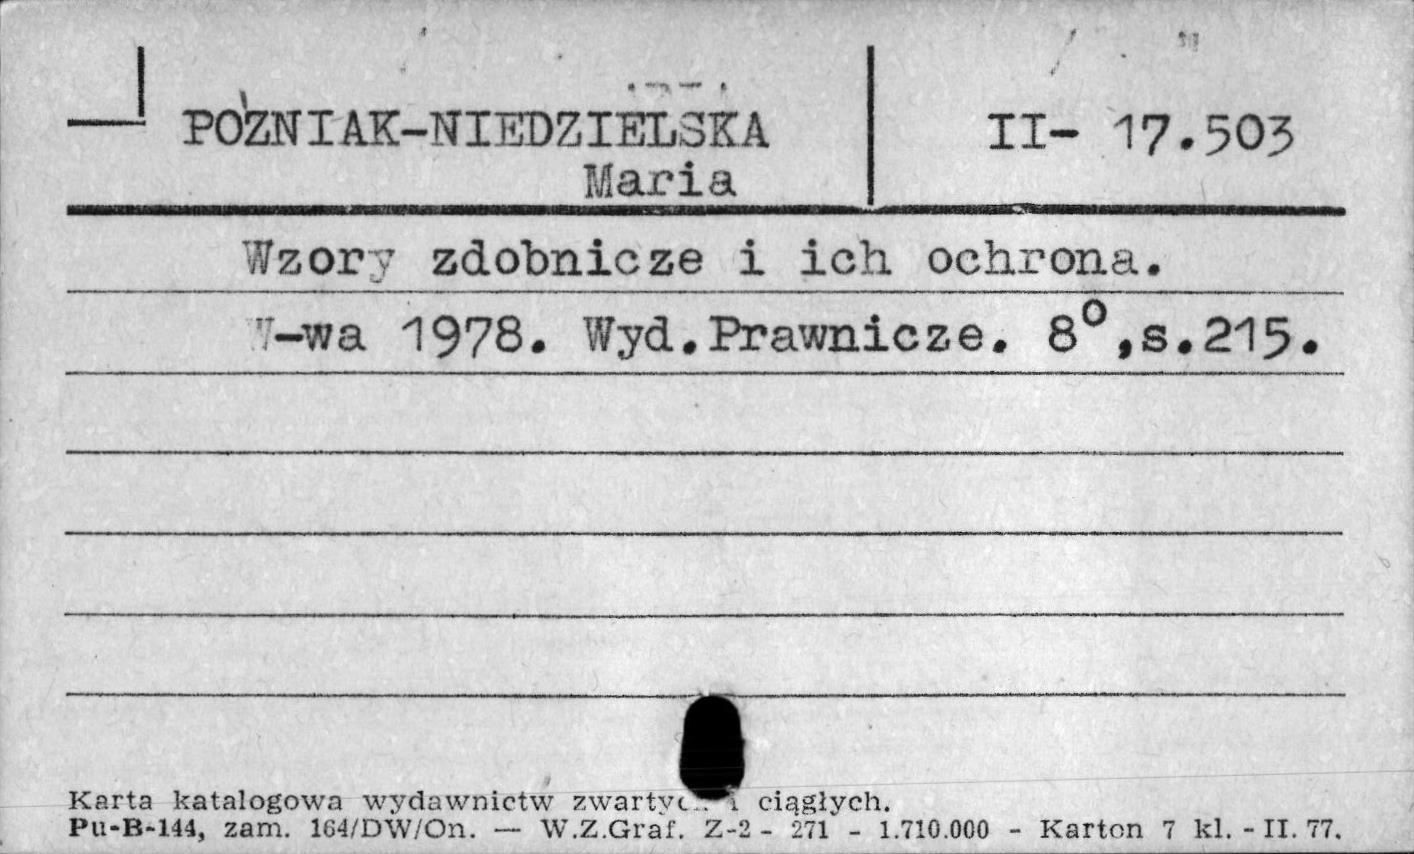 POŹNIAK-NIEDZIELSKA
Maria
II- 17.503
Wzory zdobnicze i ich ochrona.
W-wa 1978. Wyd.Prawnicze. 8⁰,s.215.
Karta katalogowa wydawnictw zwartych i ciągłych.
Pu-B-144, zam. 164/DW/On. — W.Z.Graf. Z-2 - 271 - 1.710.000 - Karton 7 kl. - II. 77.